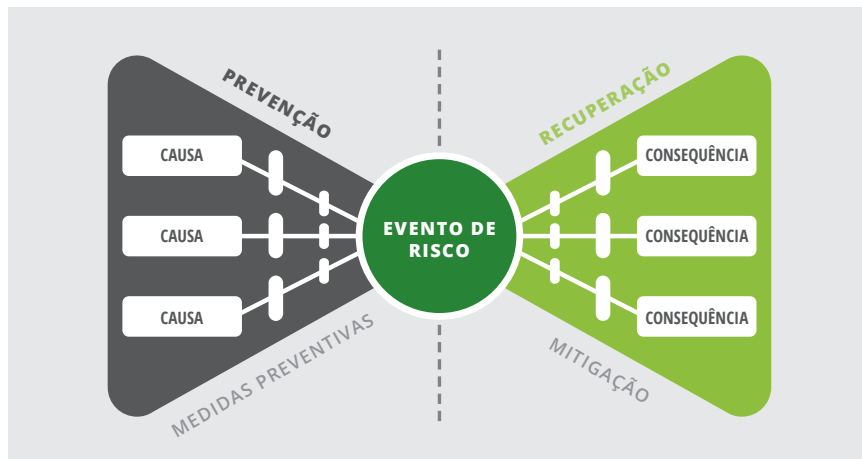 PREVENÇÃO
RECUPERAÇÃO
CAUSA
CONSEQUÊNCIA
CAUSA
EVENTO DE
RISCO
CONSEQUÊNCIA
CAUSA
CONSEQUÊNCIA
MEDIDAS PREVENTIVAS
MITIGAÇÃO